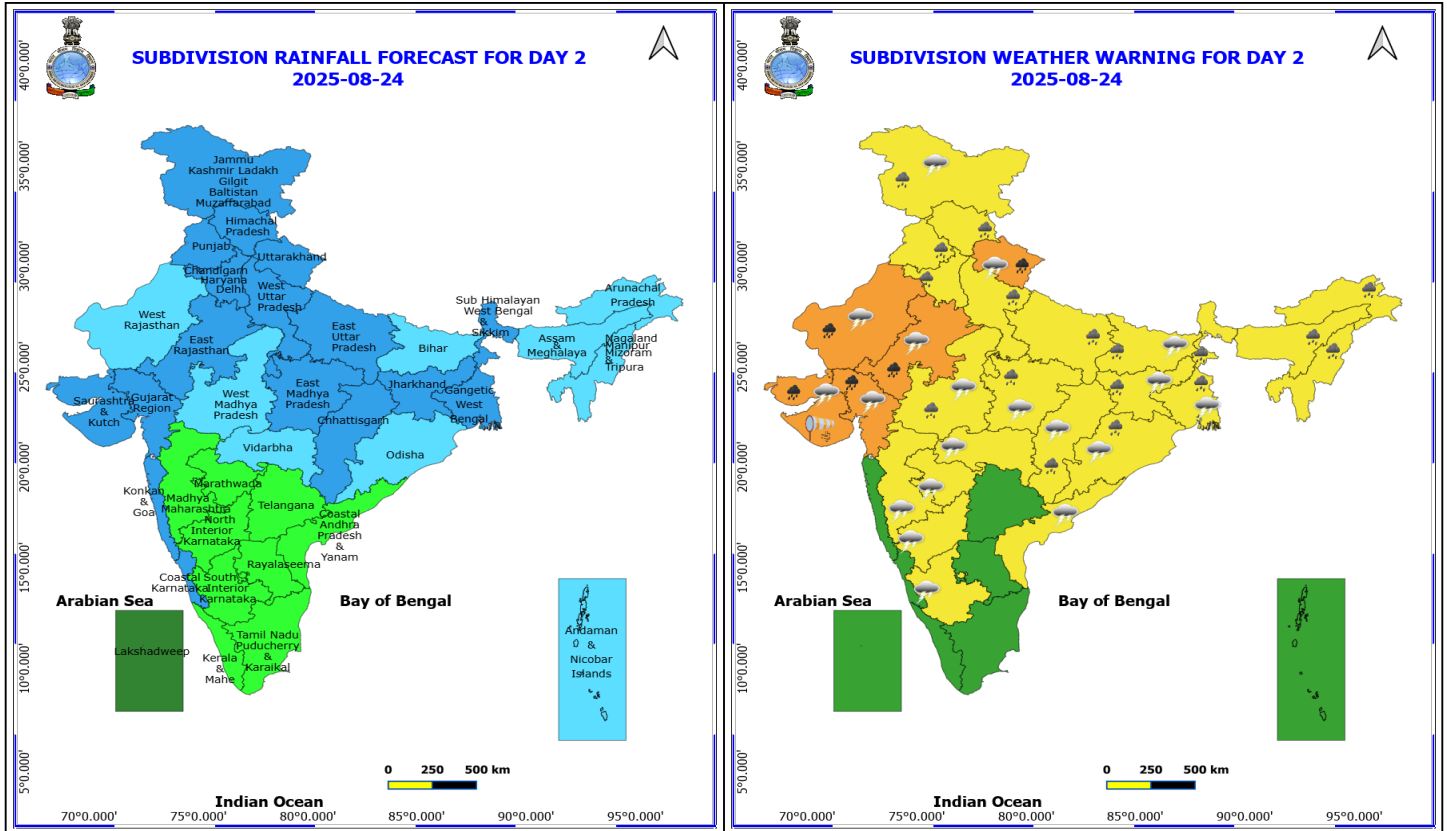 SUBDIVISION RAINFALL FORECAST FOR DAY 2
2025-08-24
40°0.000'
35°0.000'
30°0.000'
25°0.000'
20°0.000'
15°0.000'
10°0.000'
5°0.000'
Jammu
Kashmir Ladakh
Gilgit
Baltistan
Muzaffarabad
Himachal
Pradesh
Punjab
Uttarakhand
Chandigarh
Haryana
Delhi
West
Uttar
Pradesh
West
Rajasthan
East
Rajasthan
East
Uttar
Pradesh
Bihar
Sub Himalayan
West Bengal
&
Sikkim
Arunachal
Pradesh
Assam
&
Meghalaya
Nagaland
Manipur
Mizoram
&
Tripura
Saurashtra
&
Kutch
Gujarat
Region
West
Madhya
Pradesh
East
Madhya
Pradesh
Jharkhand
Gangetic
West
Bengal
Chhattisgarh
Vidarbha
Odisha
Konkan
&
Goa
Madhya
Maharashtra
Marathwada
Telangana
North
Interior
Karnataka
Coastal
Andhra
Pradesh
&
Yanam
Rayalaseema
Coastal
Karnataka
South
Interior
Karnataka
Tamil Nadu
Puducherry
&
Karaikal
Kerala
&
Mahe
Arabian Sea
Bay of Bengal
Lakshadweep
Andaman
&
Nicobar
Islands
0 250 500 km
Indian Ocean
70°0.000' 75°0.000' 80°0.000' 85°0.000' 90°0.000' 95°0.000'
SUBDIVISION WEATHER WARNING FOR DAY 2
2025-08-24
40°0.000'
35°0.000'
30°0.000'
25°0.000'
20°0.000'
15°0.000'
10°0.000'
5°0.000'
Arabian Sea
Bay of Bengal
0 250 500 km
Indian Ocean
70°0.000' 75°0.000' 80°0.000' 85°0.000' 90°0.000' 95°0.000'